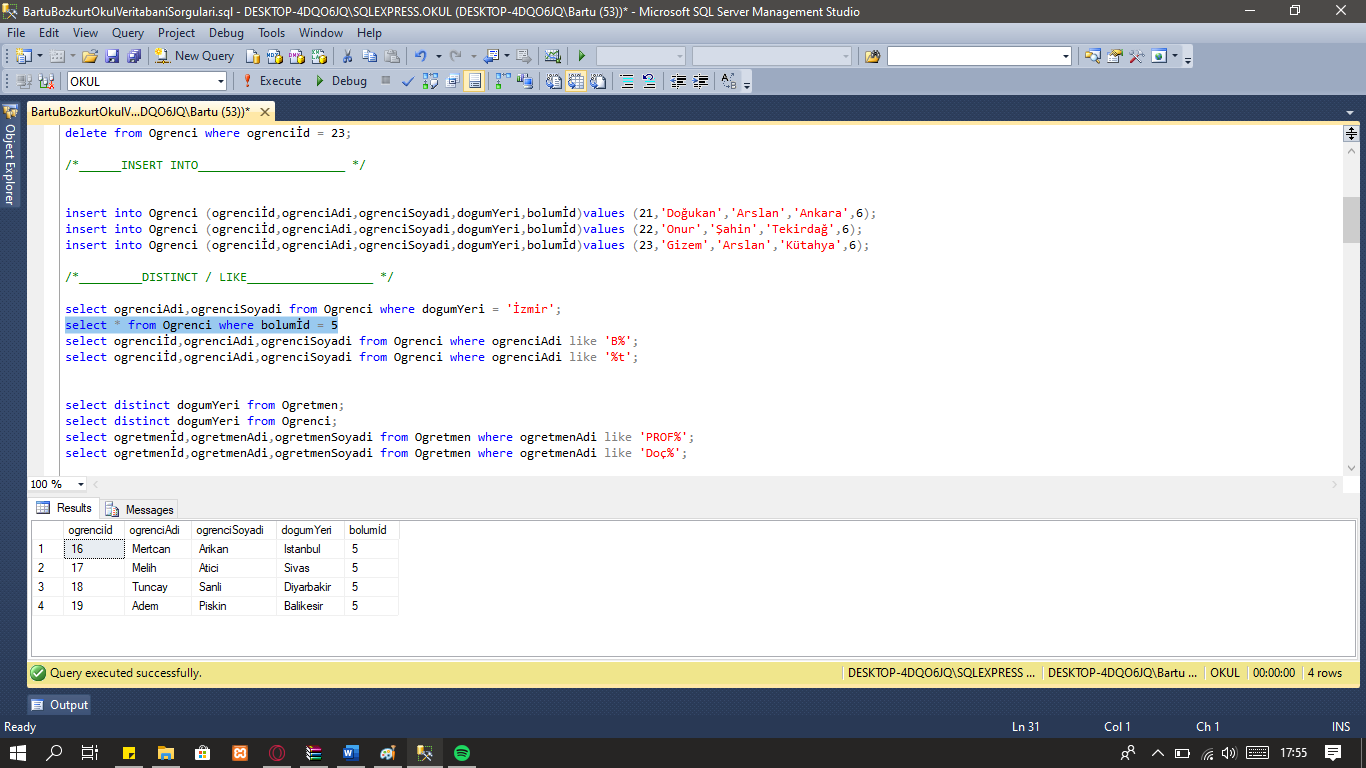 BartuBozkurtOkulVeritabaniSorgulari.sql - DESKTOP-4DQO6JQ\SQLEXPRESS.OKUL (DESKTOP-4DQO6JQ\Bartu (53))* - Microsoft SQL Server Management Studio
File Edit View Query Project Debug Tools Window Help
New Query
OKUL Execute Debug
BartuBozkurtOkulV...DQO6JQ\Bartu (53))*
Object Explorer
delete from Ogrenci where ogrenciİd = 23;
/*______INSERT INTO_____________________ */
insert into Ogrenci (ogrenciİd,ogrenciAdi,ogrenciSoyadi,dogumYeri,bolumİd)values (21,'Doğukan','Arslan','Ankara',6);
insert into Ogrenci (ogrenciİd,ogrenciAdi,ogrenciSoyadi,dogumYeri,bolumİd)values (22,'Onur','Şahin','Tekirdağ',6);
insert into Ogrenci (ogrenciİd,ogrenciAdi,ogrenciSoyadi,dogumYeri,bolumİd)values (23,'Gizem','Arslan','Kütahya',6);
/*_________DISTINCT / LIKE__________________ */
select ogrenciAdi,ogrenciSoyadi from Ogrenci where dogumYeri = 'İzmir';
select * from Ogrenci where bolumİd = 5
select ogrenciİd,ogrenciAdi,ogrenciSoyadi from Ogrenci where ogrenciAdi like 'B%';
select ogrenciİd,ogrenciAdi,ogrenciSoyadi from Ogrenci where ogrenciAdi like '%t';
select distinct dogumYeri from Ogretmen;
select distinct dogumYeri from Ogrenci;
select ogretmenİd,ogretmenAdi,ogretmenSoyadi from Ogretmen where ogretmenAdi like 'PROF%';
select ogretmenİd,ogretmenAdi,ogretmenSoyadi from Ogretmen where ogretmenAdi like 'Doç%';
100 %
Results Messages
ogrenciİd ogrenciAdi ogrenciSoyadi dogumYeri bolumİd
1 16 Mertcan Arikan Istanbul 5
2 17 Melih Atici Sivas 5
3 18 Tuncay Sanli Diyarbakir 5
4 19 Adem Piskin Balikesir 5
Query executed successfully. DESKTOP-4DQO6JQ\SQLEXPRESS ... DESKTOP-4DQO6JQ\Bartu ... OKUL 00:00:00 4 rows
Output
Ready Ln 31 Col 1 Ch 1 INS
17:55